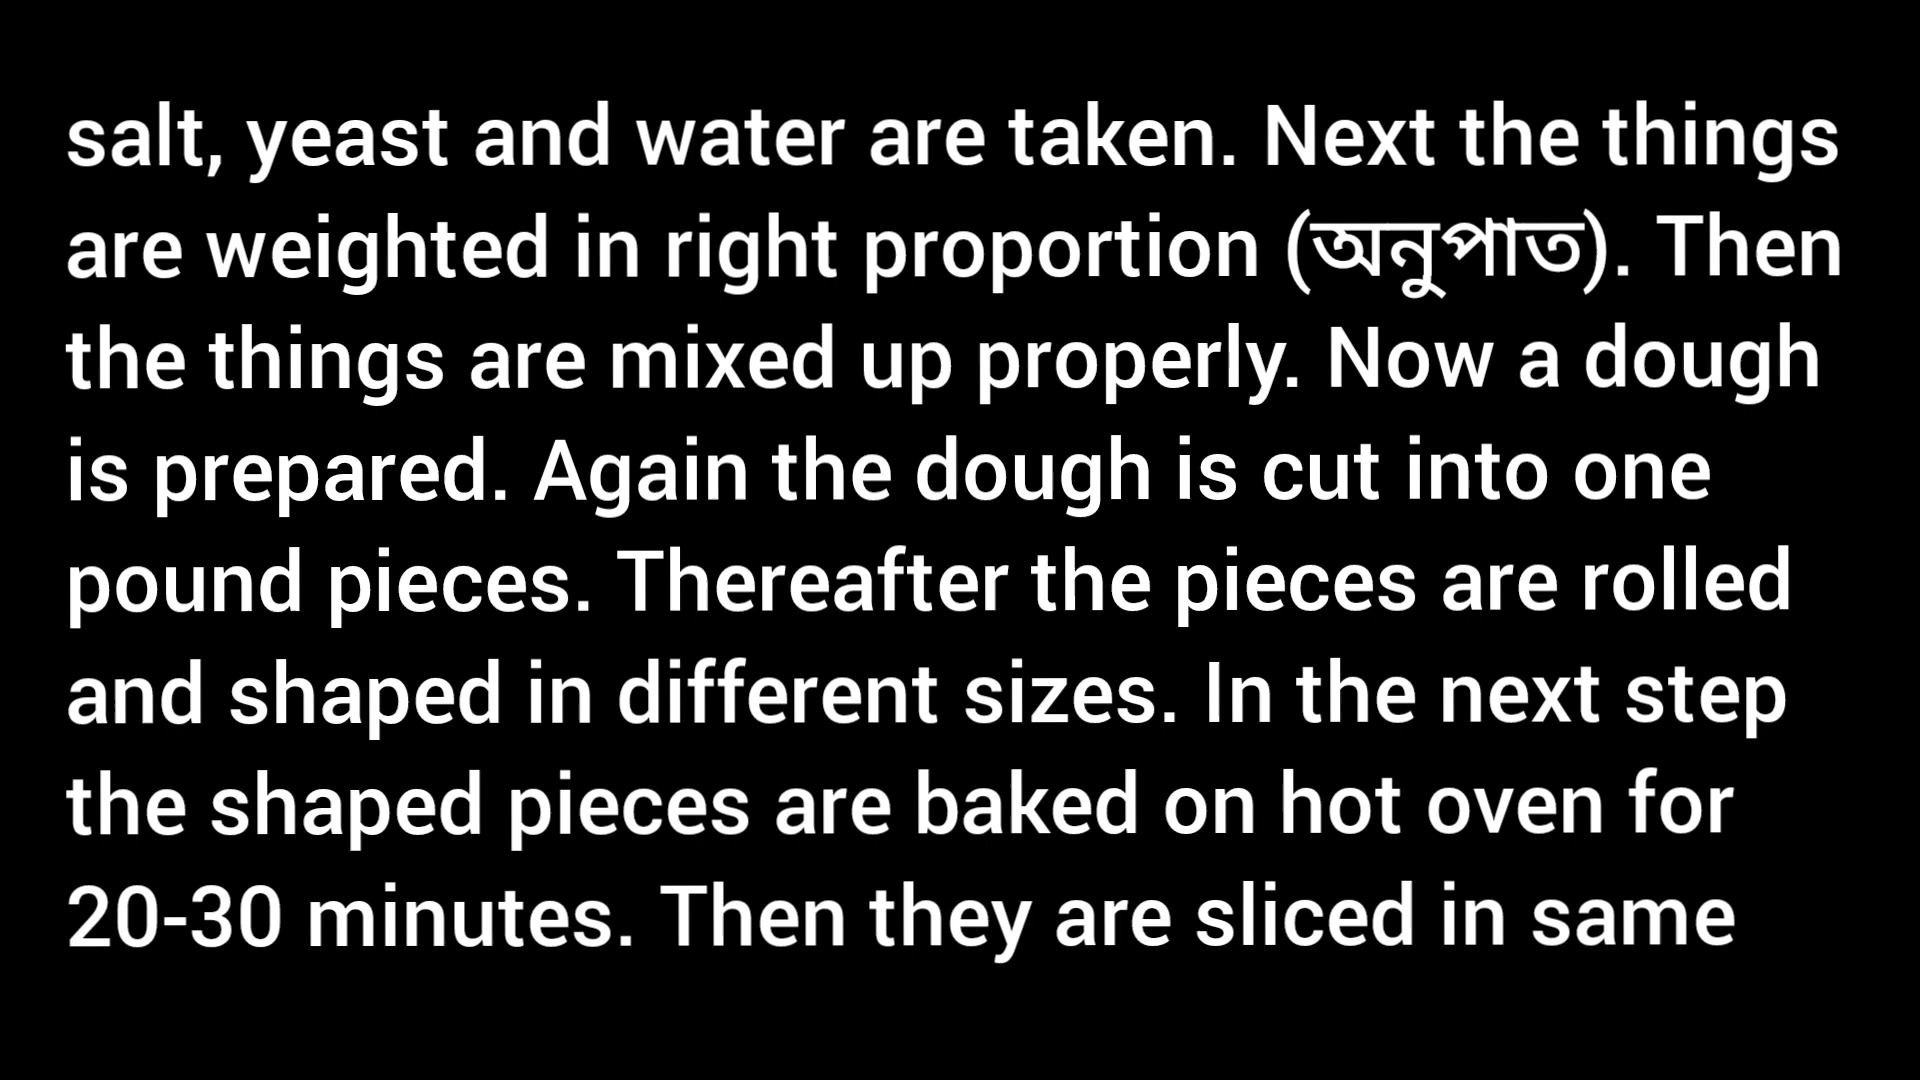 salt, yeast and water are taken. Next the things
are weighted in right proportion (অনুপাত). Then
the things are mixed up properly. Now a dough
is prepared. Again the dough is cut into one
pound pieces. Thereafter the pieces are rolled
and shaped in different sizes. In the next step
the shaped pieces are baked on hot oven for
20-30 minutes. Then they are sliced in same